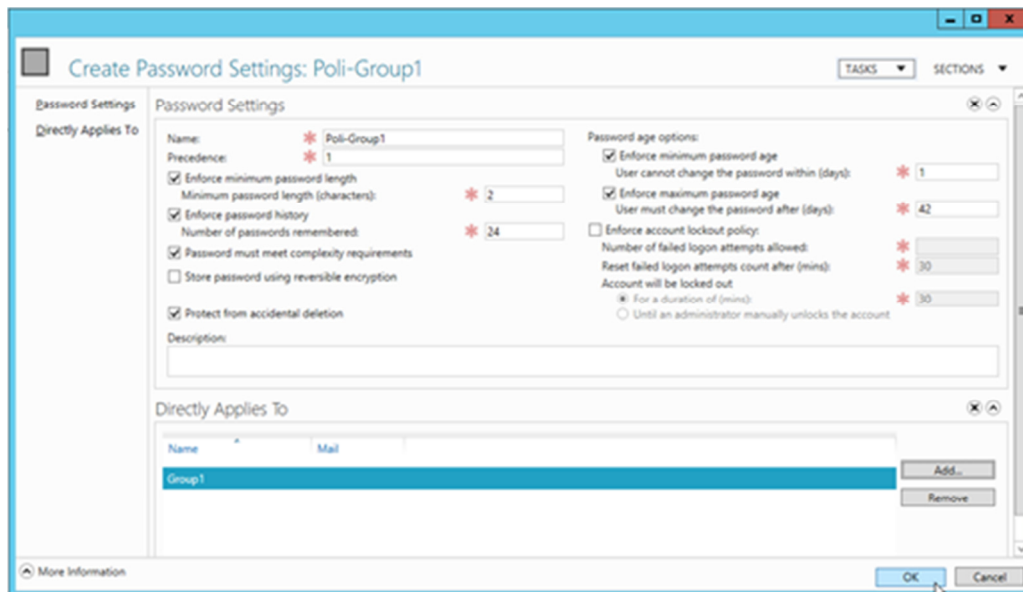 Create Password Settings: Poli-Group1
TASKS
SECTIONS
Password Settings
Directly Applies To
Password Settings
Name:
Poli-Group1
Precedence:
1
Enforce minimum password length
Minimum password length (characters):
2
Enforce password history
Number of passwords remembered:
24
Password must meet complexity requirements
Store password using reversible encryption
Protect from accidental deletion
Password age options:
Enforce minimum password age
User cannot change the password within (days):
1
Enforce maximum password age
User must change the password after (days):
42
Enforce account lockout policy:
Number of failed logon attempts allowed:
Reset failed logon attempts count after (mins):
30
Account will be locked out
For a duration of (mins):
30
Until an administrator manually unlocks the account
Description:
Directly Applies To
Name
Mail
Group1
Add...
Remove
More Information
OK
Cancel